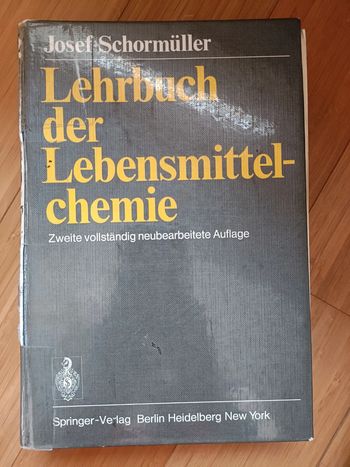 Josef Schormüller
Lehrbuch
der
Lebensmittel-
chemie
Zweite vollständig neubearbeitete Auflage
Springer-Verlag Berlin Heidelberg New York